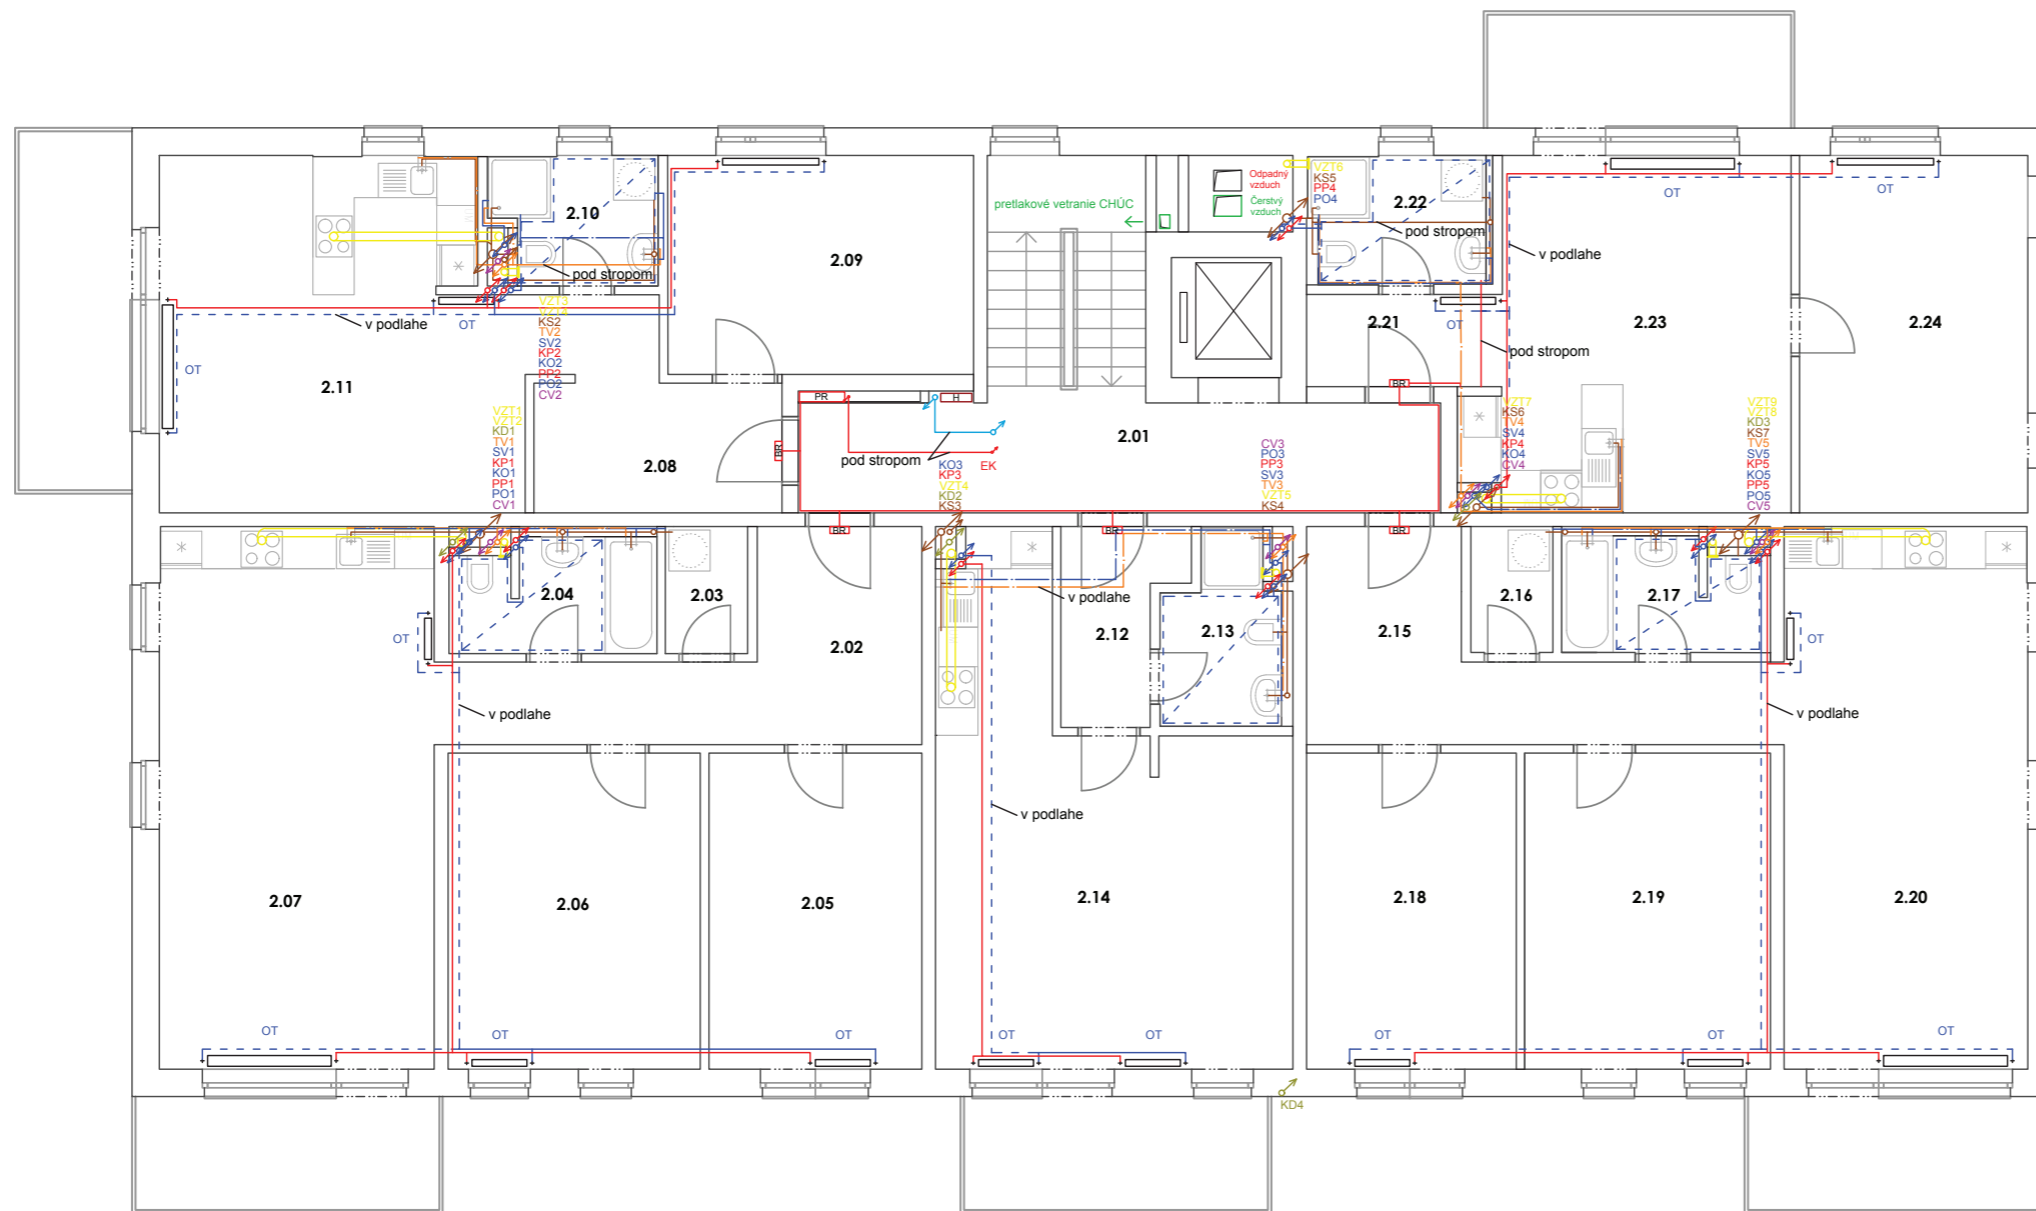 VZT6
KS5
PP4
PO4
Odpadný
vzduch
Čerstvý
vzduch
pretlakové vetranie CHÚC
2.10
2.22
pod stropom
OT
OT
2.09
v podlahe
pod stropom
VZT3
KS2
TV2
SV2
KP2
KO2
PP2
PO2
CV2
v podlahe
OT
2.21
OT
2.23
2.24
pod stropom
OT
2.11
BR
PR
H
VZT1
VZT2
KD1
TV1
SV1
KP1
KO1
PP1
PO1
CV1
VZT7
KS6
TV4
SV4
KP4
KO4
CV4
VZT9
VZT8
KD3
KS7
TV5
SV5
KP5
KO5
PP5
PO5
CV5
2.01
2.08
BR
pod stropom
EK
KO3
KP3
VZT4
KD2
KS3
CV3
PO3
PP3
SV3
TV3
VZT5
KS4
BR
BR
BR
2.04
2.03
v podlahe
2.16
2.17
OT
2.12
2.13
2.15
OT
2.02
v podlahe
v podlahe
v podlahe
2.07
2.06
2.05
2.14
2.18
2.19
2.20
OT
OT
OT
OT
OT
OT
OT
OT
KD4